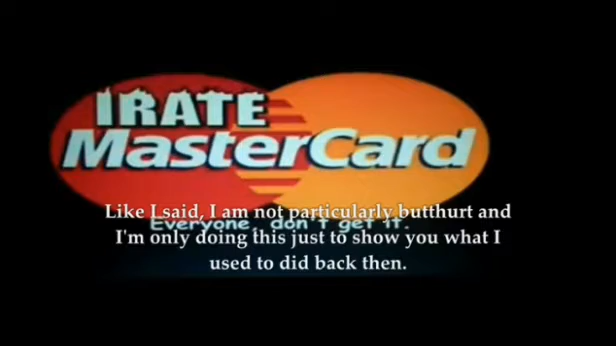 IRATE
MasterCard
Everyone, don't get it.
Like I said, I am not particularly butthurt and
I'm only doing this just to show you what I
used to did back then.